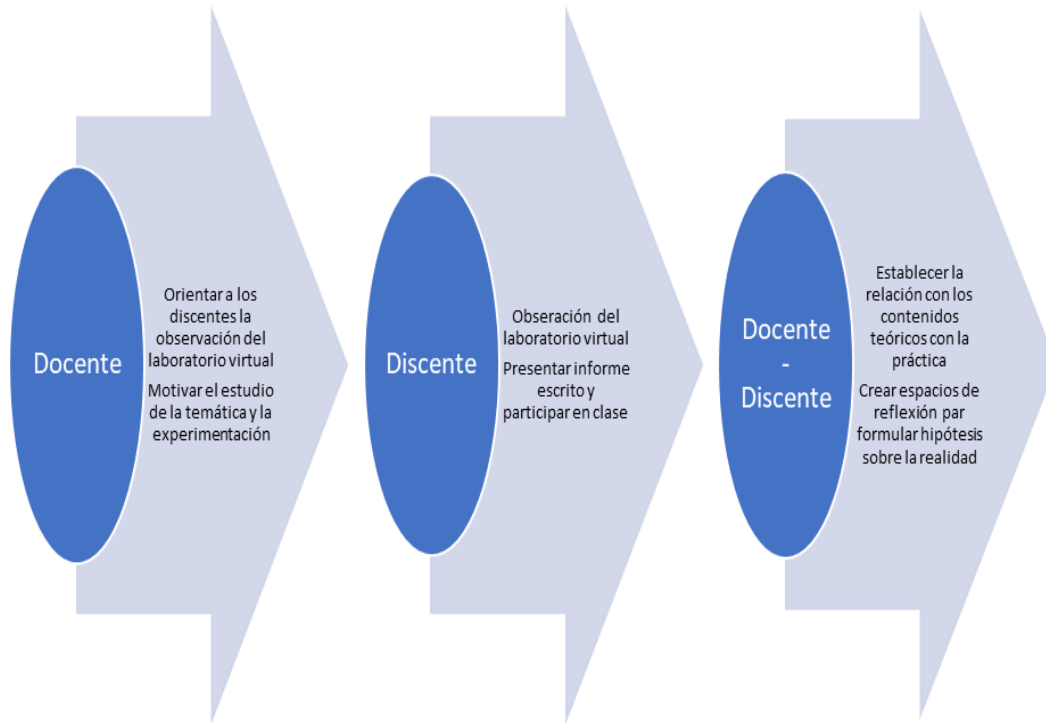 Docente
Orientar a los
discentes la
observación del
laboratorio virtual
Motivar el estudio
de la temática y la
experimentación
Discente
Obseración del
laboratorio virtual
Presentar informe
escrito y
participar en clase
Docente
-
Discente
Establecer la
relación con los
contenidos
teóricos con la
práctica
Crear espacios de
reflexión par
formular hipótesis
sobre la realidad